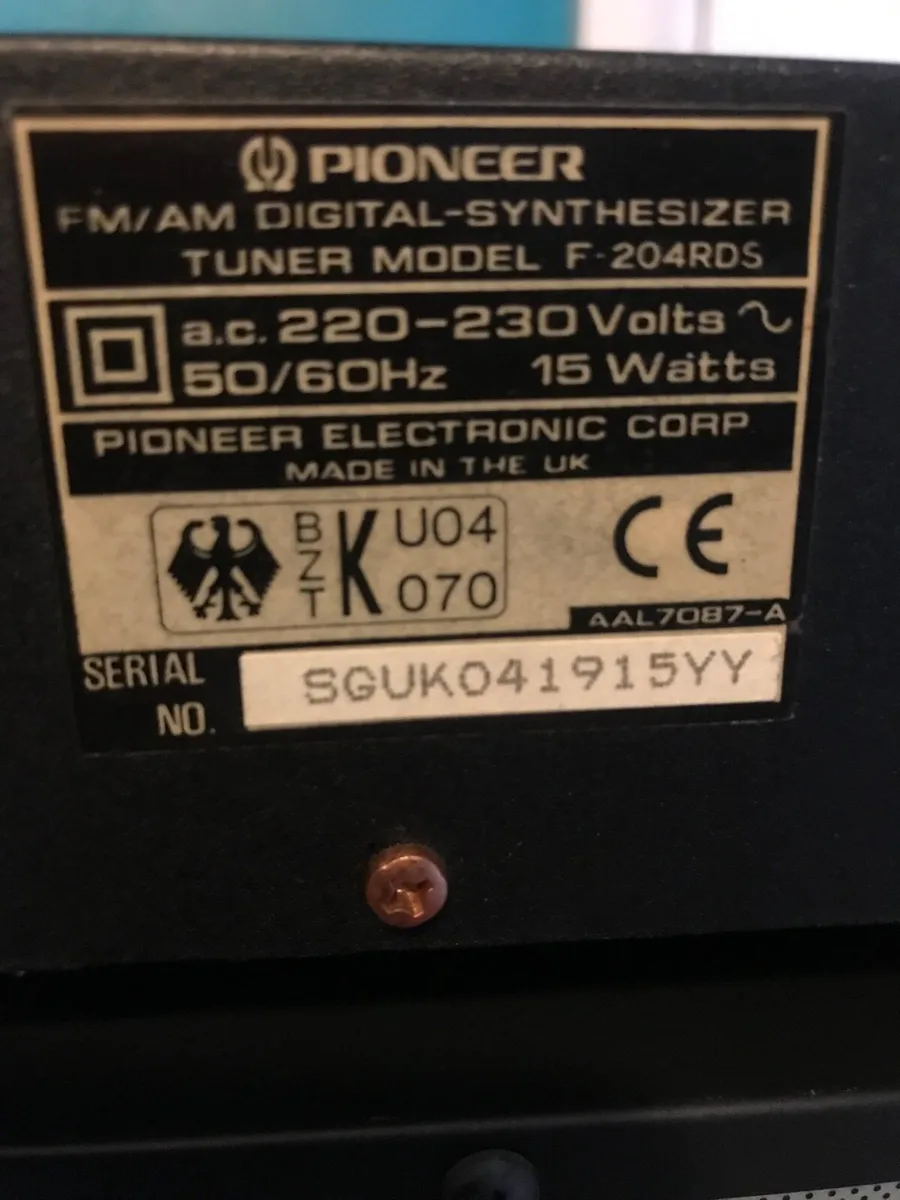 PIONEER
FM/AM DIGITAL-SYNTHESIZER
TUNER MODEL F-204RDS
a.c. 220-230 Volts ~
50/60Hz 15 Watts
PIONEER ELECTRONIC CORP
MADE IN THE UK
BZT K U04 070
CE
AAL7087-A
SERIAL NO. SGUK041915YY